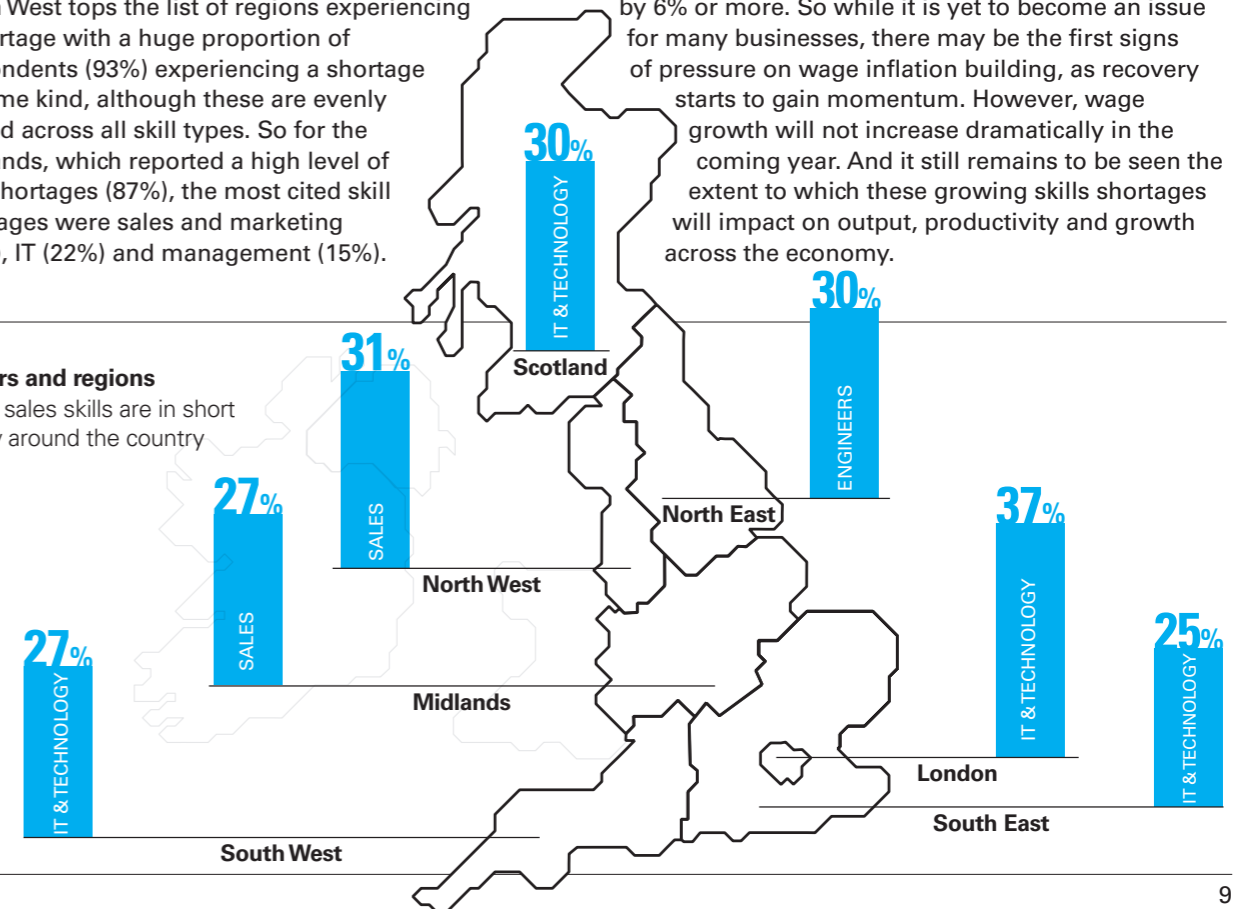 West tops the list of regions experiencing
rtage with a huge proportion of
ondents (93%) experiencing a shortage
me kind, although these are evenly
d across all skill types. So for the
ands, which reported a high level of
hortages (87%), the most cited skill
ages were sales and marketing
, IT (22%) and management (15%).
by 6% or more. So while it is yet to become an issue
for many businesses, there may be the first signs
of pressure on wage inflation building, as recovery
starts to gain momentum. However, wage
growth will not increase dramatically in the
coming year. And it still remains to be seen the
extent to which these growing skills shortages
will impact on output, productivity and growth
across the economy.
rs and regions
sales skills are in short
y around the country
30%
IT & TECHNOLOGY
Scotland
30%
ENGINEERS
North East
31%
SALES
North West
27%
SALES
Midlands
37%
IT & TECHNOLOGY
London
25%
IT & TECHNOLOGY
South East
27%
IT & TECHNOLOGY
South West
9